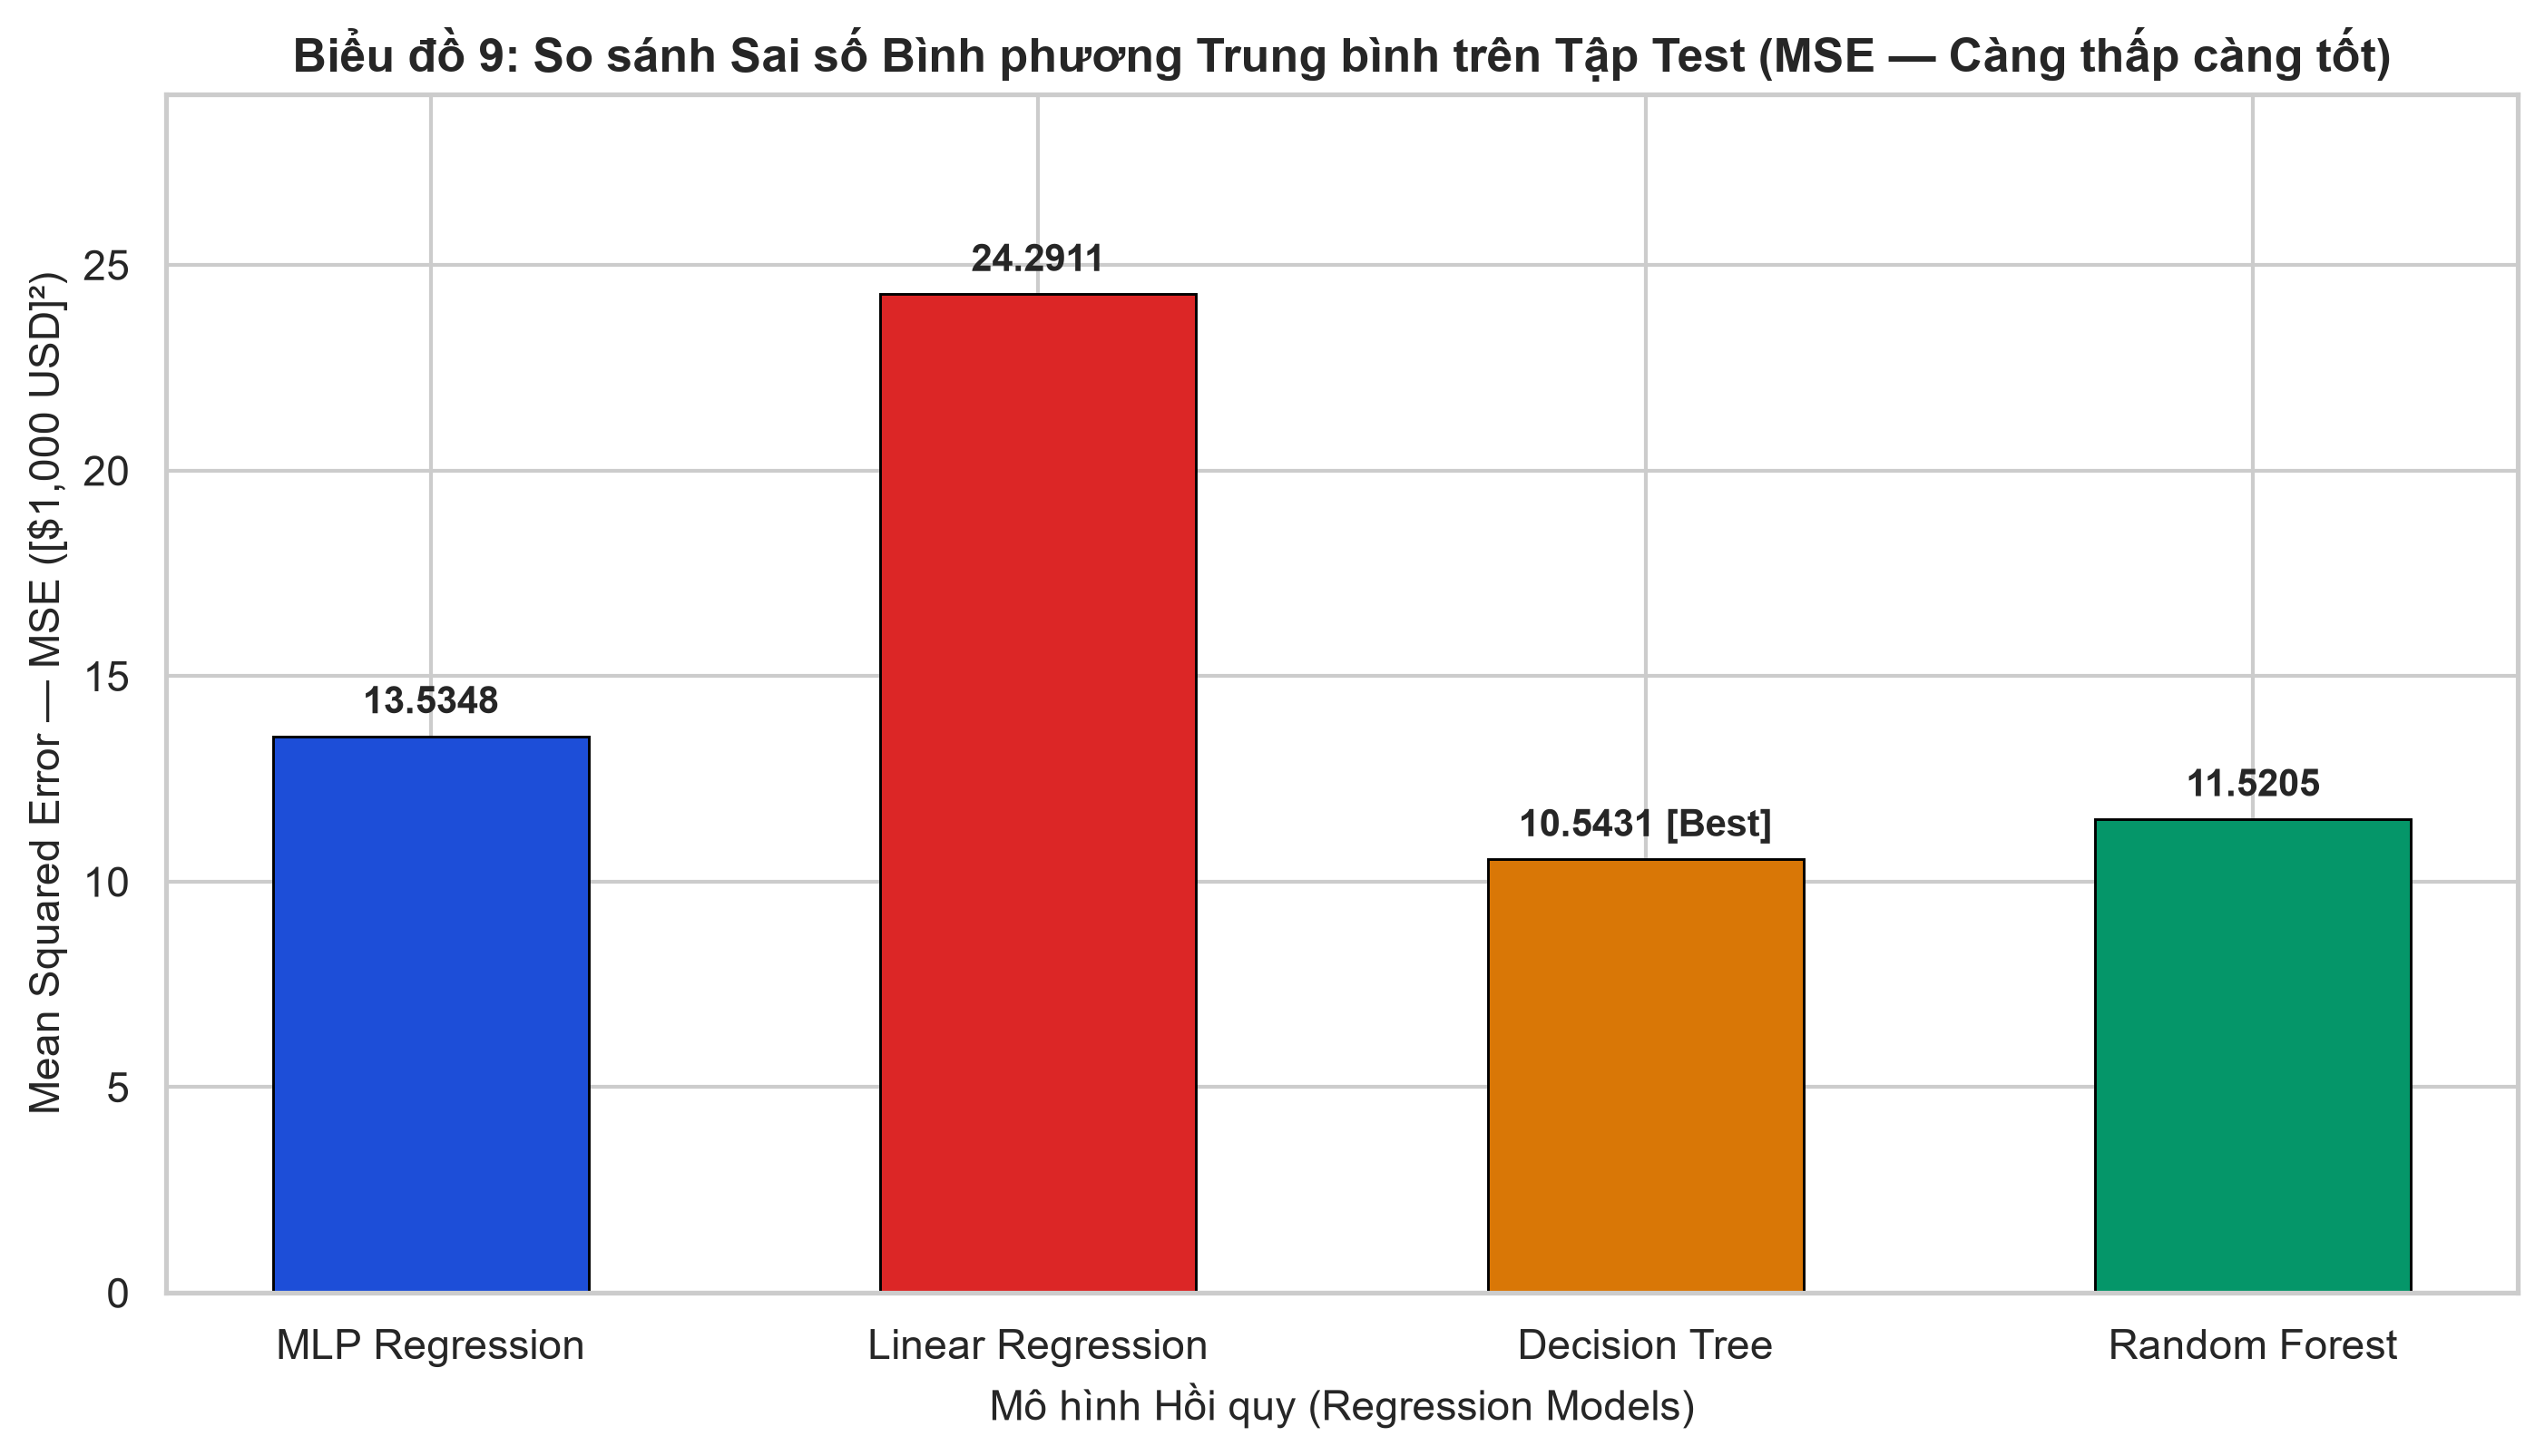 Biểu đồ 9: So sánh Sai số Bình phương Trung bình trên Tập Test (MSE — Càng thấp càng tốt)
Mean Squared Error — MSE ([$1,000 USD]²)
25
20
15
10
5
0
13.5348
24.2911
10.5431 [Best]
11.5205
MLP Regression
Linear Regression
Decision Tree
Random Forest
Mô hình Hồi quy (Regression Models)